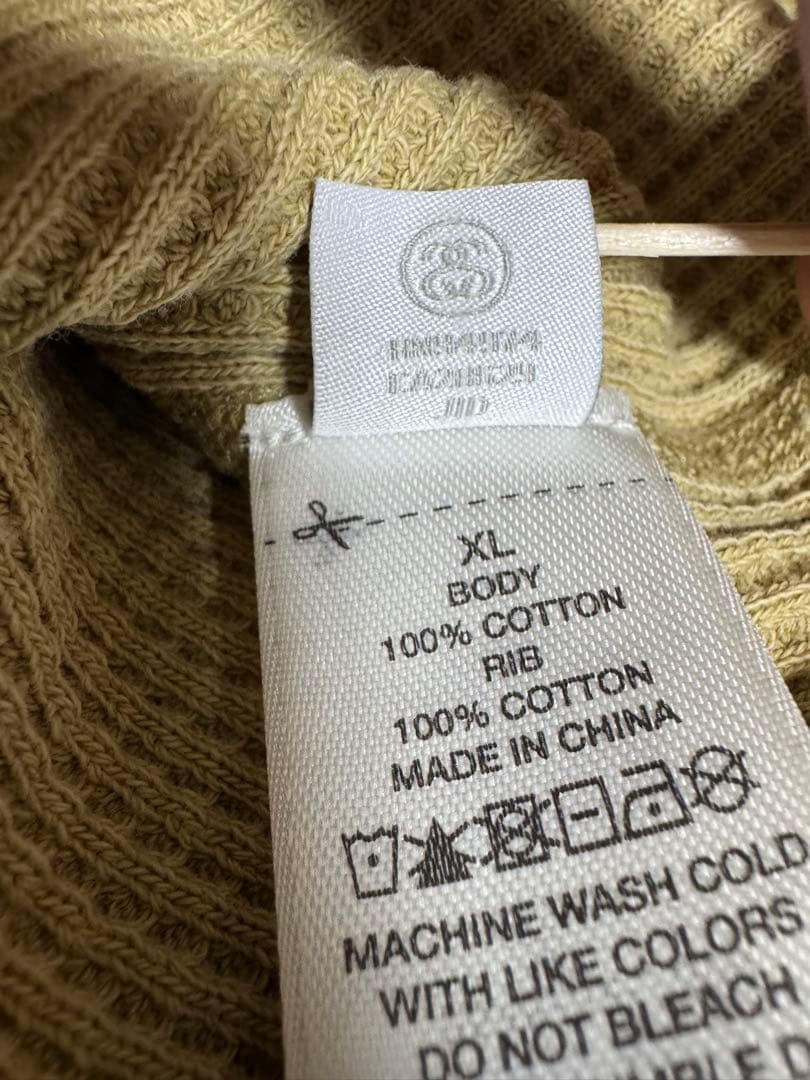 XL
BODY
100% COTTON
RIB
100% COTTON
MADE IN CHINA
MACHINE WASH COLD
WITH LIKE COLORS
DO NOT BLEACH